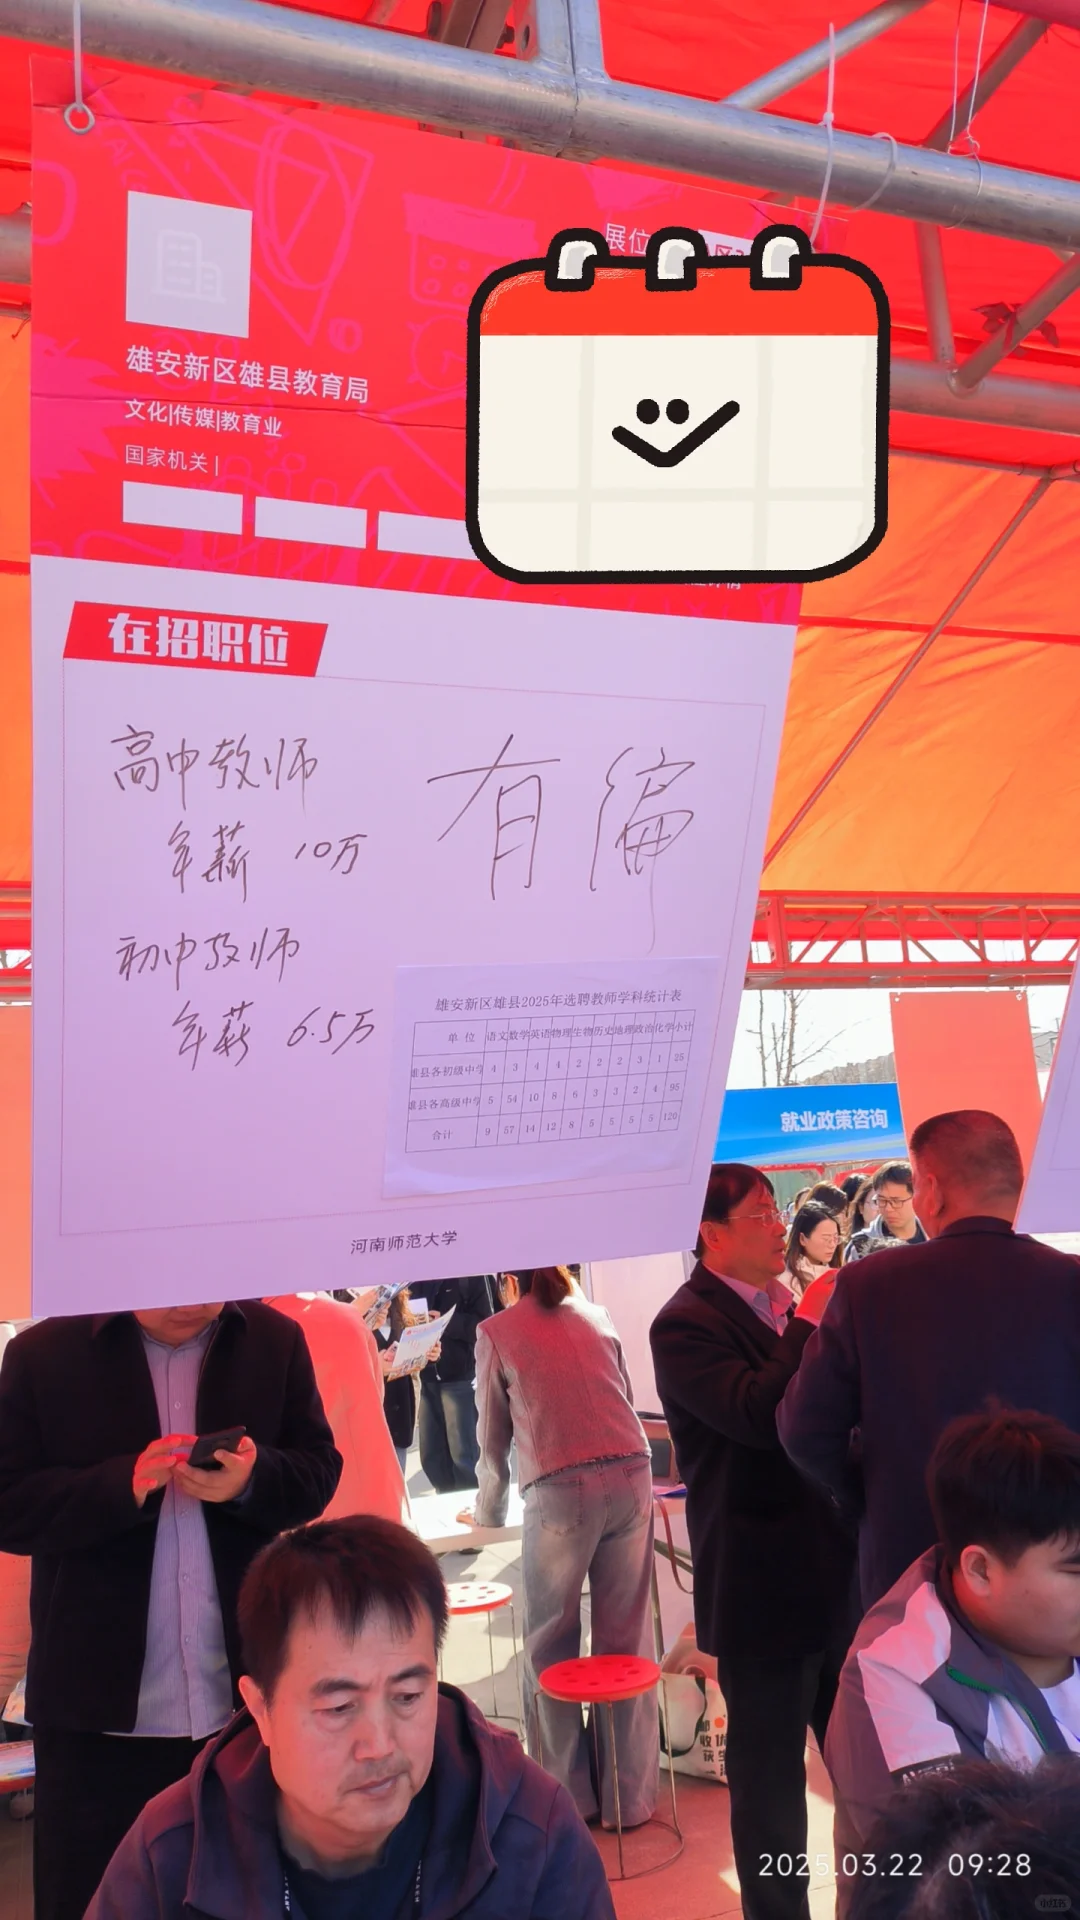 展位
雄安新区雄县教育局
文化|传媒|教育业
国家机关 |
在招职位
高中教师
年薪 10万
有编
初中教师
年薪 6.5万
雄安新区雄县2025年选聘教师学科统计表
单 位 语文 数学 英语 物理 生物 历史 地理 政治 化学 小计
雄县各初级中学 4 3 4 4 2 2 2 3 1 25
雄县各高级中学 5 54 10 8 6 3 3 2 4 95
合计 9 57 14 12 8 5 5 5 5 120
河南师范大学
就业政策咨询
2025.03.22 09:28
小红书